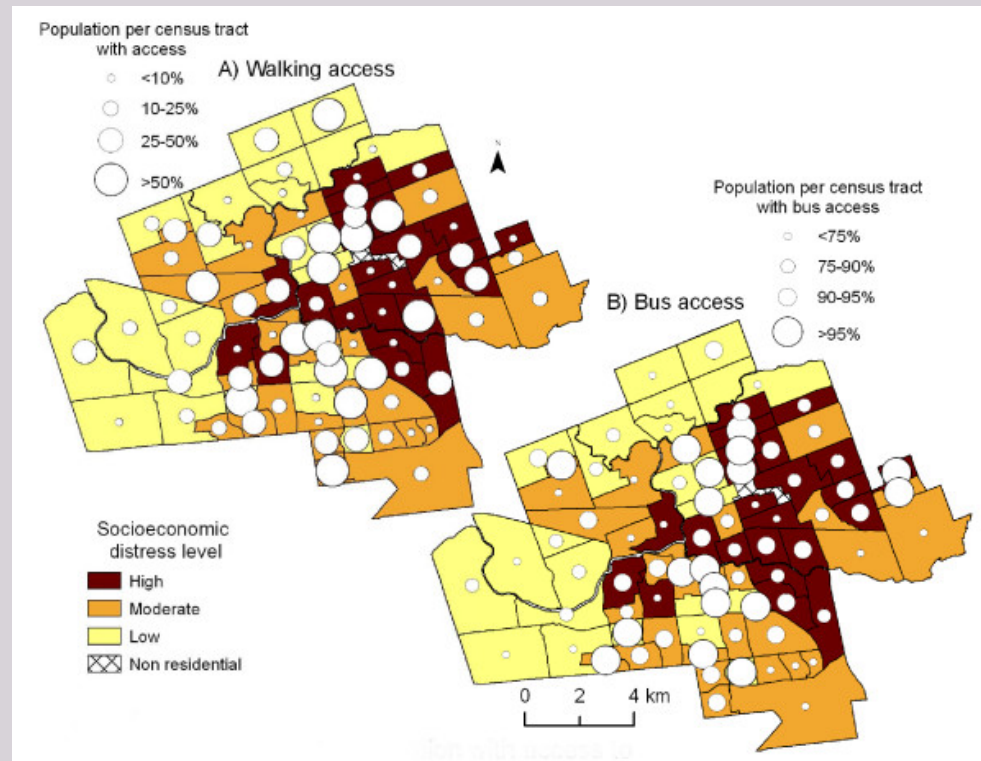 Population per census tract
with access
<10%
10-25%
25-50%
>50%
A) Walking access
N
Population per census tract
with bus access
<75%
75-90%
90-95%
>95%
B) Bus access
Socioeconomic
distress level
High
Moderate
Low
Non residential
0 2 4 km